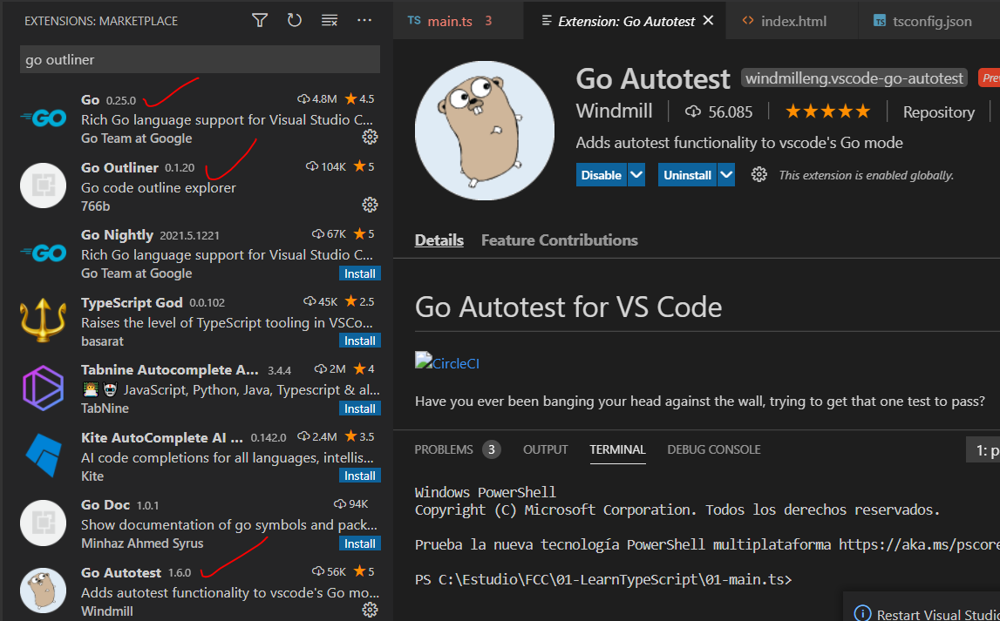 EXTENSIONS: MARKETPLACE
go outliner
Go 0.25.0 4.8M 4.5
Rich Go language support for Visual Studio C...
Go Team at Google
Go Outliner 0.1.20 104K 5
Go code outline explorer
766b
Go Nightly 2021.5.1221 67K 5
Rich Go language support for Visual Studio C...
Go Team at Google
Install
TypeScript God 0.0.102 45K 2.5
Raises the level of TypeScript tooling in VSCo...
basarat
Install
Tabnine Autocomplete A... 3.4.4 2M 4
JavaScript, Python, Java, Typescript & al...
TabNine
Install
Kite AutoComplete AI ... 0.142.0 2.4M 3.5
AI code completions for all languages, intellis...
Kite
Install
Go Doc 1.0.1 94K
Show documentation of go symbols and pack...
Minhaz Ahmed Syrus
Install
Go Autotest 1.6.0 56K 5
Adds autotest functionality to vscode's Go mo...
Windmill
TS main.ts 3
Extension: Go Autotest
index.html
TS tsconfig.json
Go Autotest windmilleng.vscode-go-autotest Pre
Windmill 56.085 Repository
Adds autotest functionality to vscode's Go mode
Disable Uninstall This extension is enabled globally.
Details Feature Contributions
Go Autotest for VS Code
CircleCI
Have you ever been banging your head against the wall, trying to get that one test to pass?
PROBLEMS 3 OUTPUT TERMINAL DEBUG CONSOLE
1: p
Windows PowerShell
Copyright (C) Microsoft Corporation. Todos los derechos reservados.
Prueba la nueva tecnología PowerShell multiplataforma https://aka.ms/pscore
PS C:\Estudio\FCC\01-LearnTypeScript\01-main.ts>
Restart Visual Studio